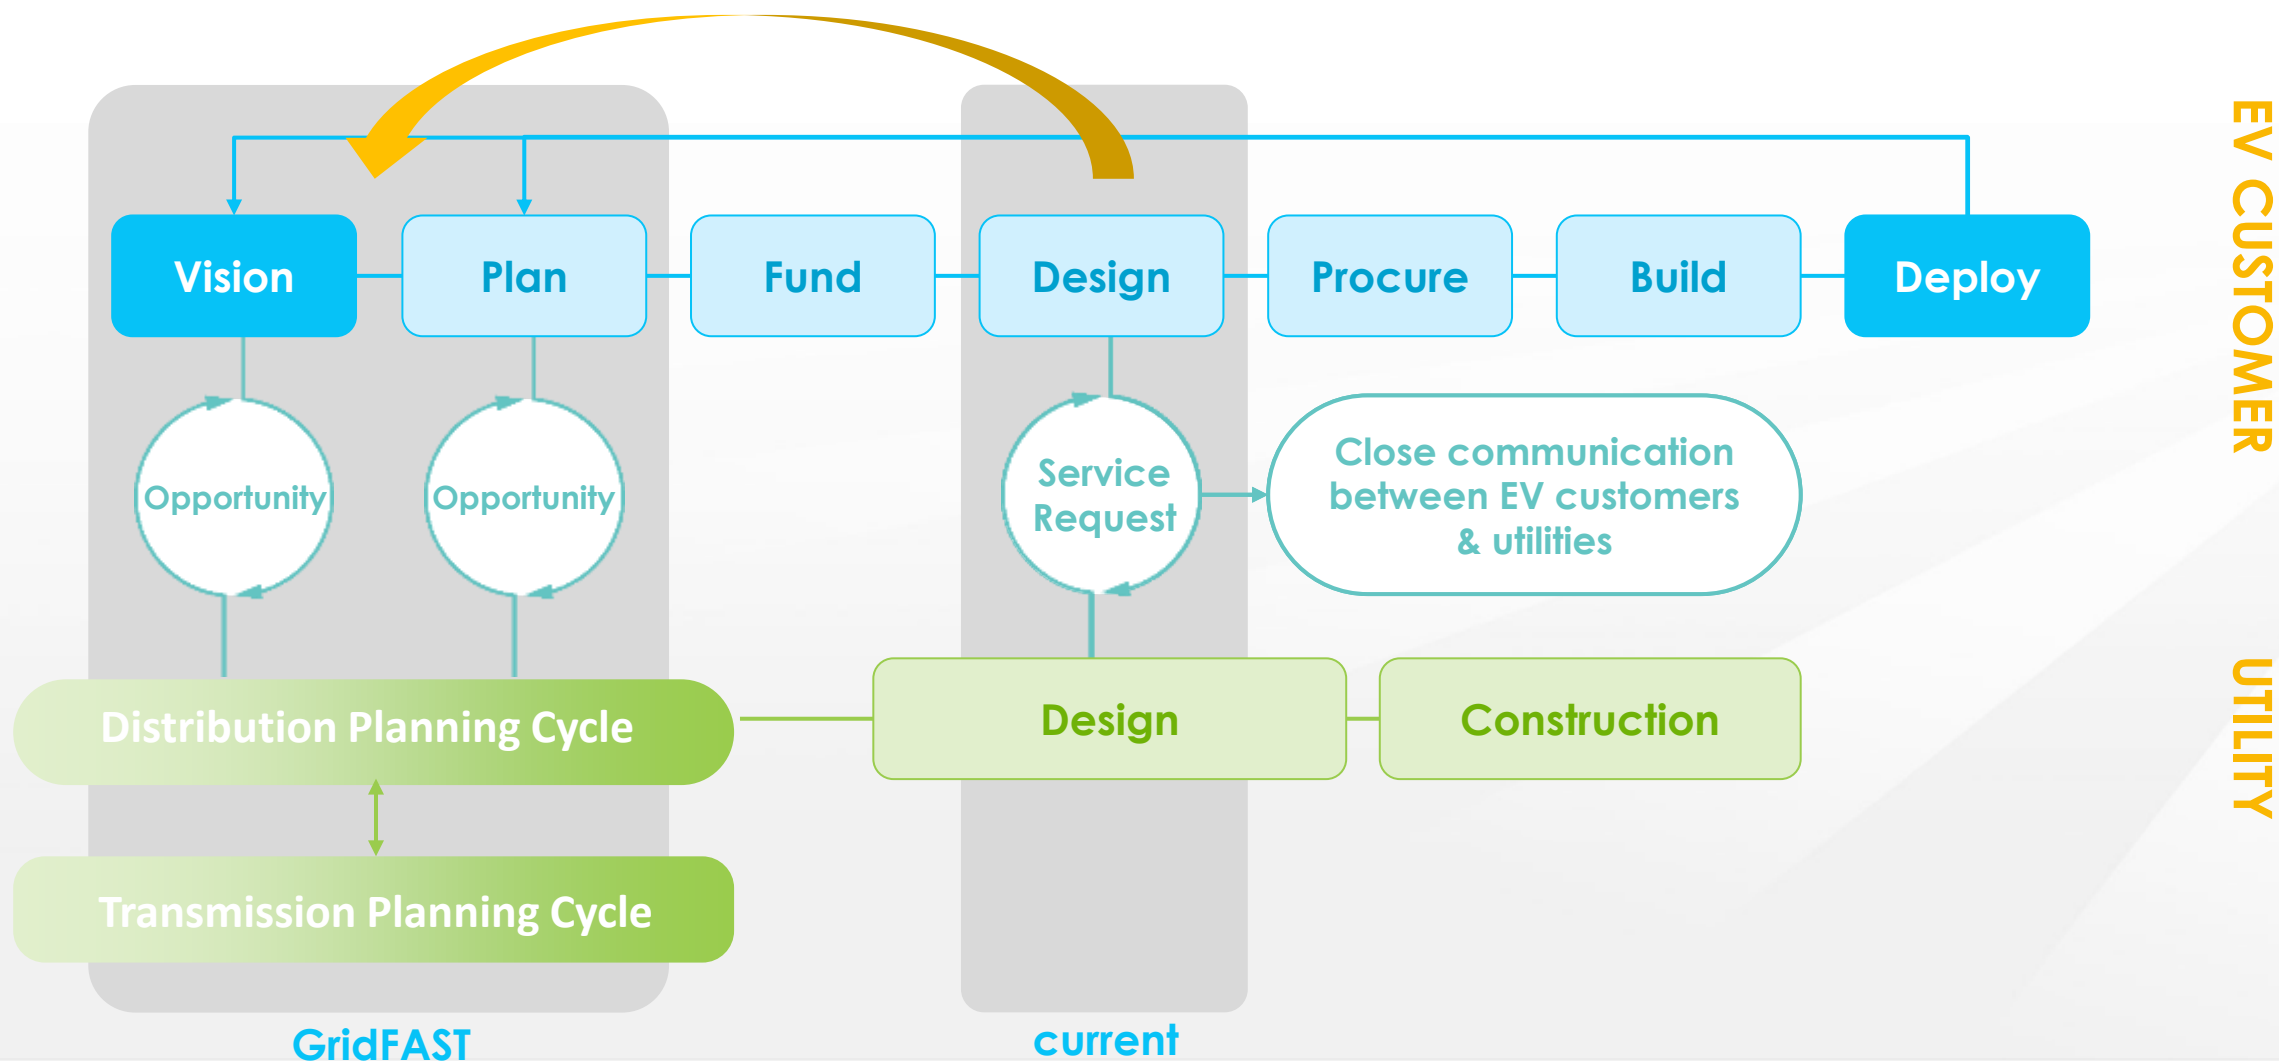 Vision
Plan
Fund
Design
Procure
Build
Deploy
Opportunity
Opportunity
Service
Request
Close communication
between EV customers
& utilities
Distribution Planning Cycle
Design
Construction
Transmission Planning Cycle
GridFAST
current
EV CUSTOMER
UTILITY